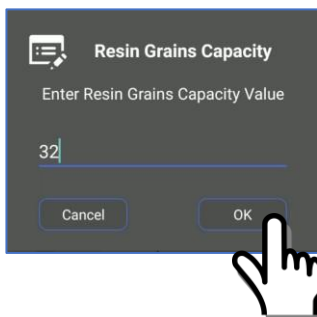 Resin Grains Capacity
Enter Resin Grains Capacity Value
32
Cancel OK